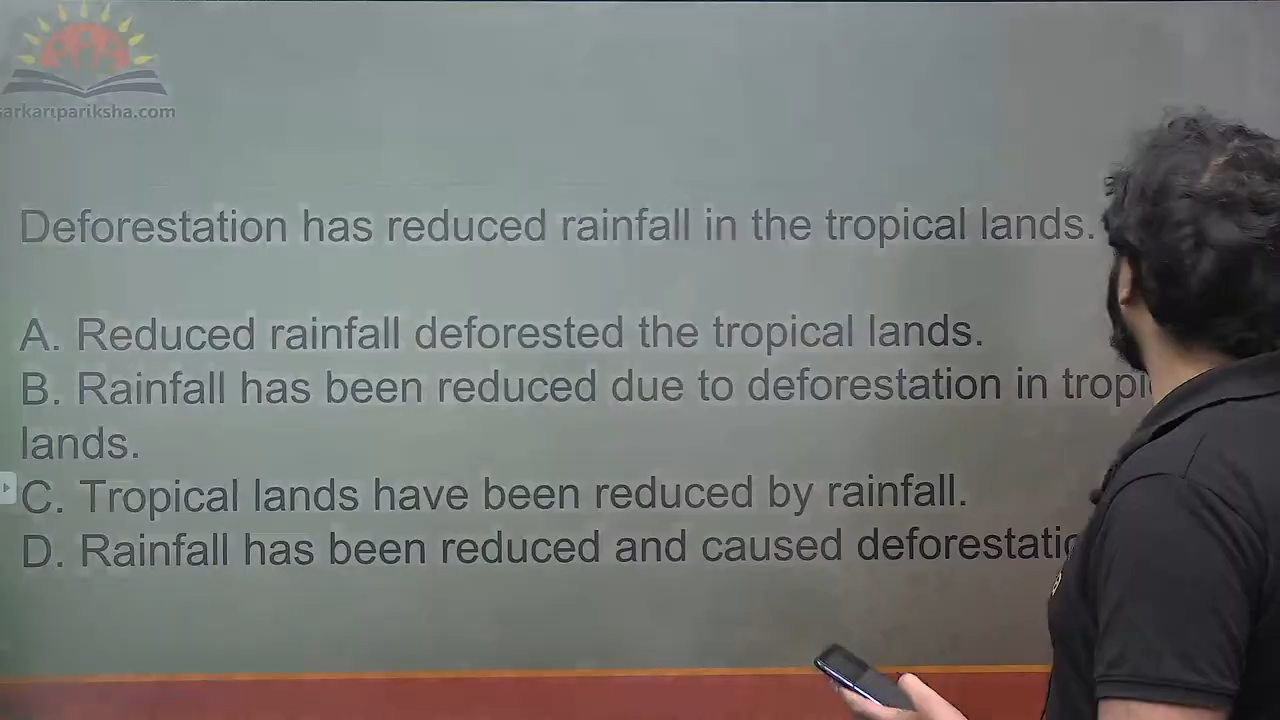 sarkaripariksha.com
Deforestation has reduced rainfall in the tropical lands.
A. Reduced rainfall deforested the tropical lands.
B. Rainfall has been reduced due to deforestation in
lands.
C. Tropical lands have been reduced by rainfall.
D. Rainfall has been reduced and caused